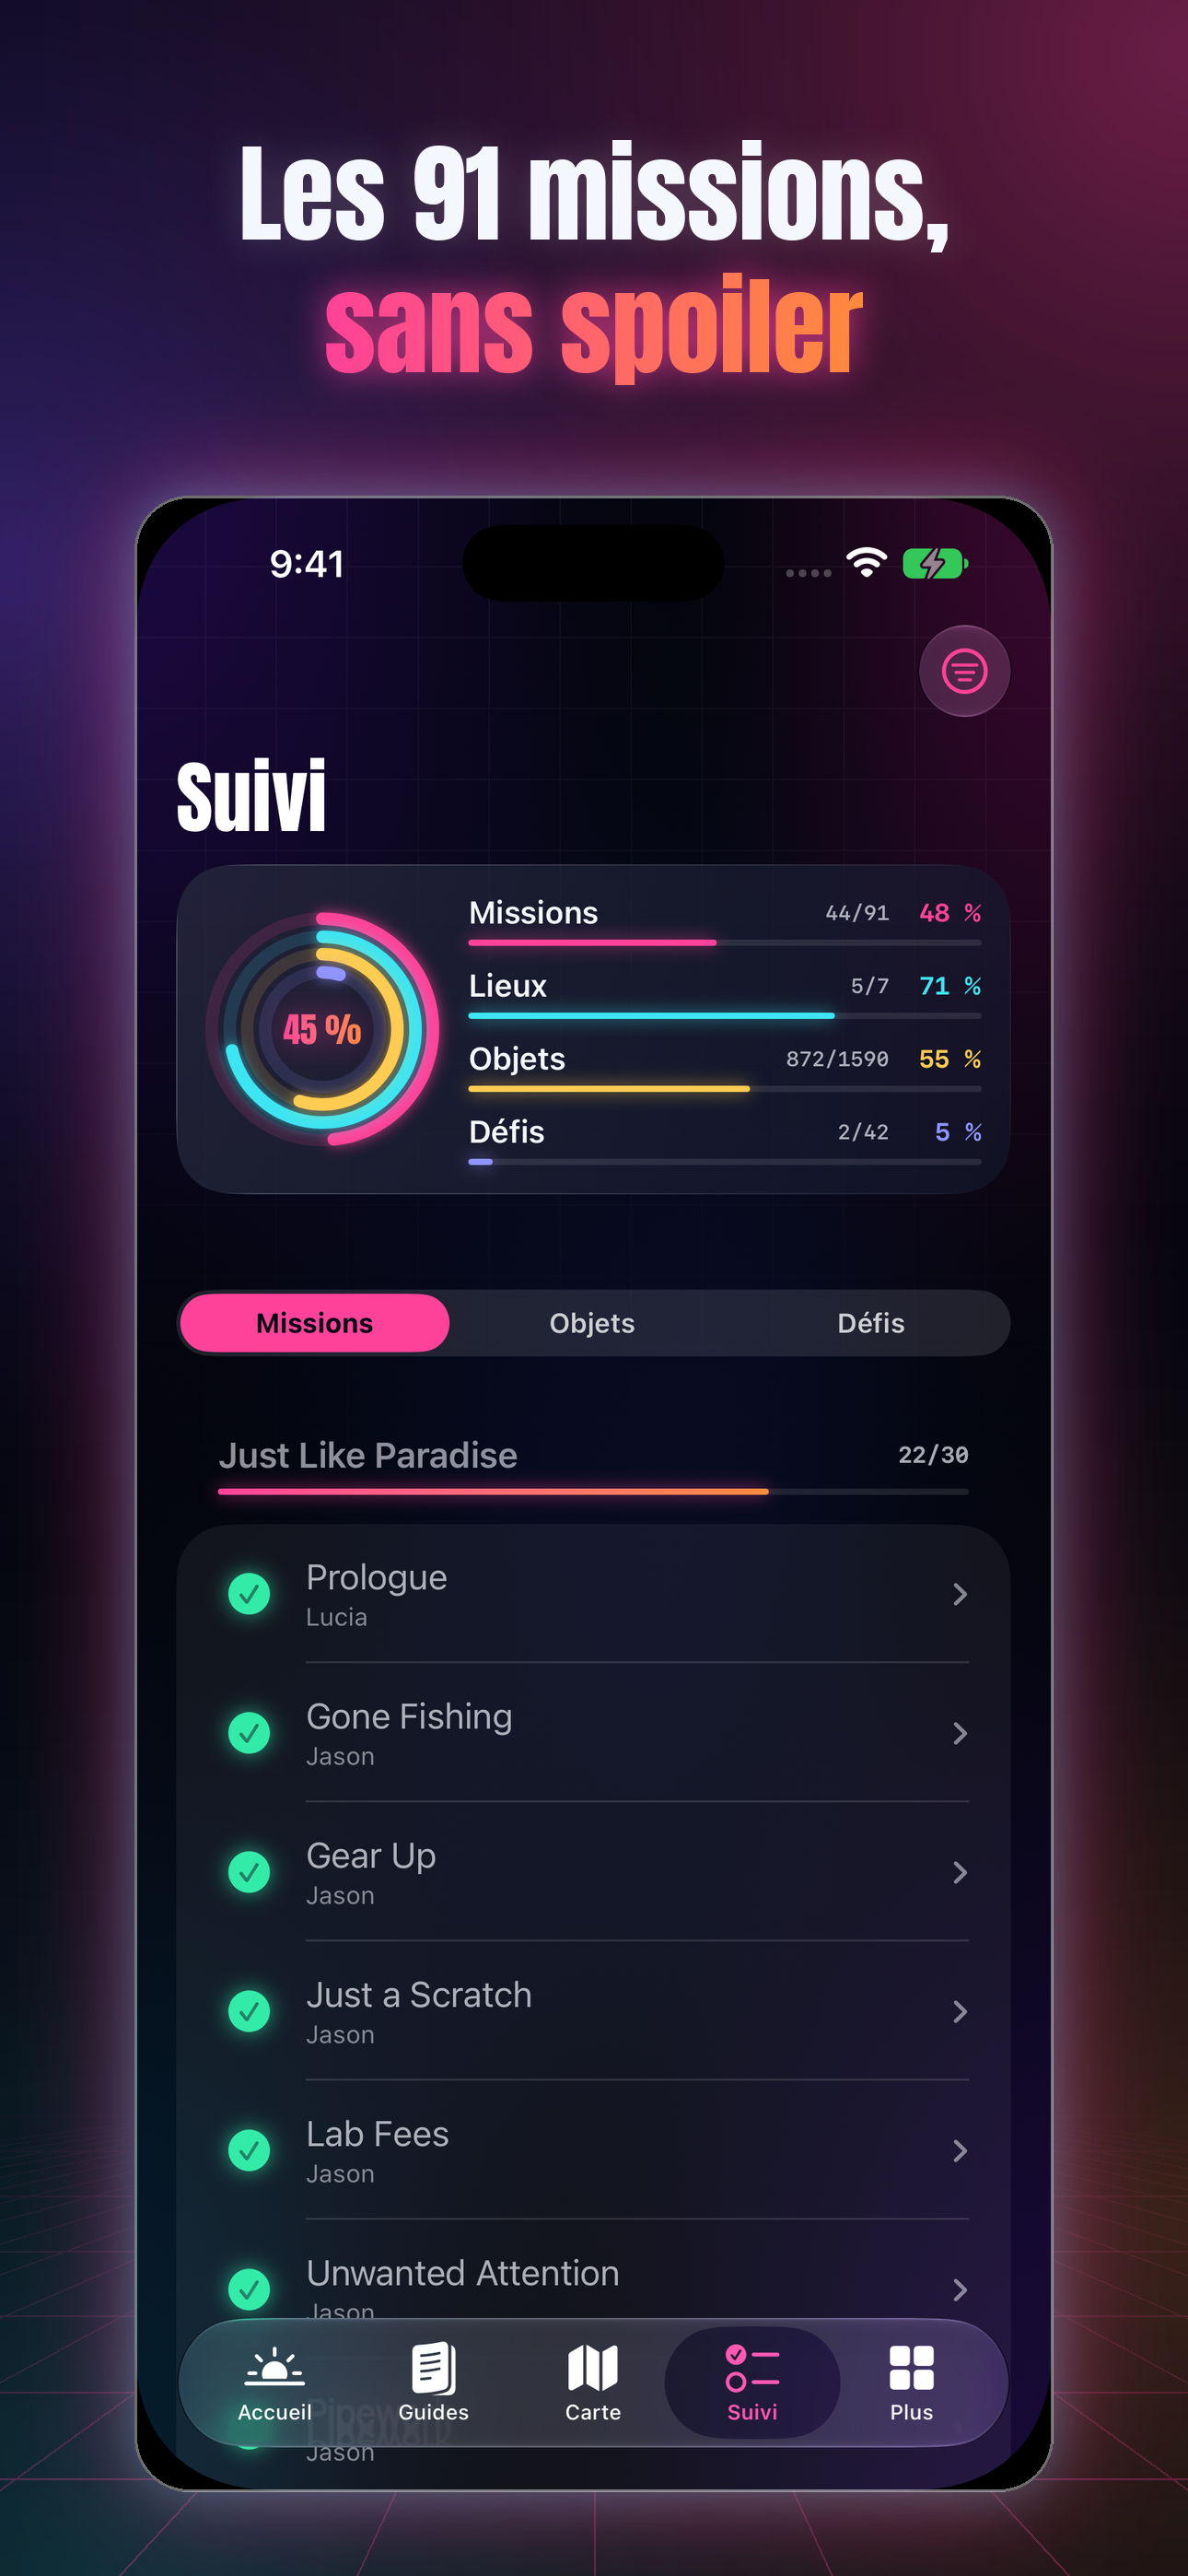 Les 91 missions,
sans spoiler
9:41
Suivi
45 %
Missions 44/91 48 %
Lieux 5/7 71 %
Objets 872/1590 55 %
Défis 2/42 5 %
Missions Objets Défis
Just Like Paradise 22/30
Prologue
Lucia
Gone Fishing
Jason
Gear Up
Jason
Just a Scratch
Jason
Lab Fees
Jason
Unwanted Attention
Jason
Accueil Guides Carte Suivi Plus
Jason